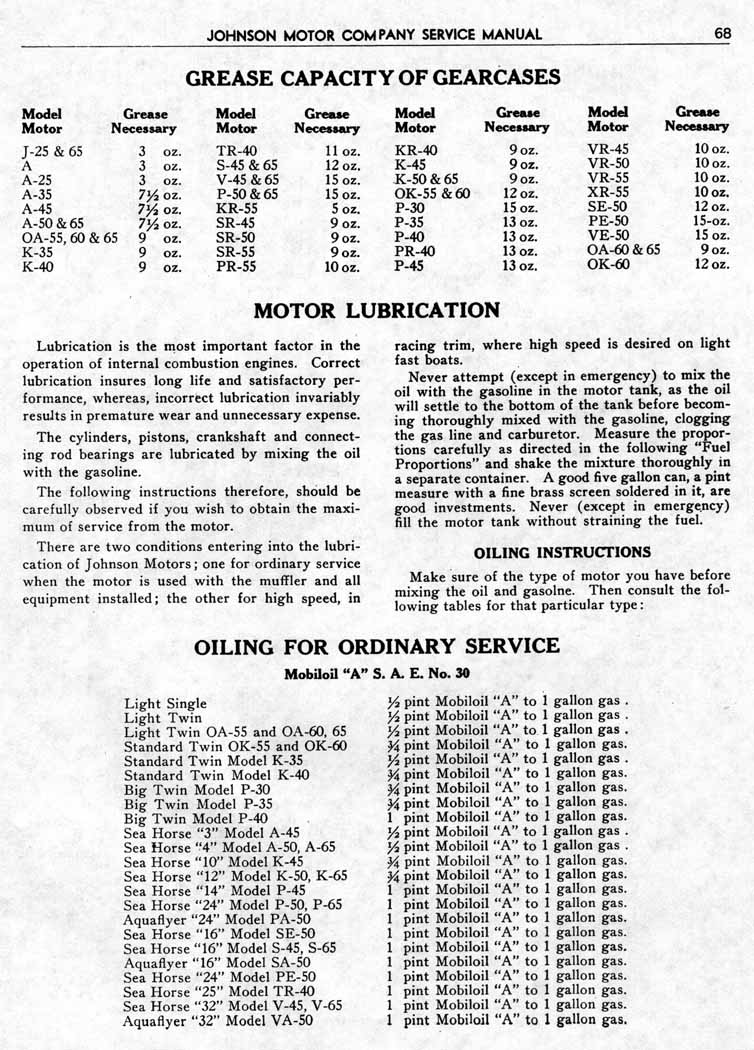 JOHNSON MOTOR COMPANY SERVICE MANUAL 68
GREASE CAPACITY OF GEARCASES
Model Grease Model Grease Model Grease Model Grease
Motor Necessary Motor Necessary Motor Necessary Motor Necessary
J-25 & 65 3 oz. TR-40 11 oz. KR-40 9 oz. VR-45 10 oz.
A 3 oz. S-45 & 65 12 oz. K-45 9 oz. VR-50 10 oz.
A-25 3 oz. V-45 & 65 15 oz. K-50 & 65 9 oz. VR-55 10 oz.
A-35 7½ oz. P-50 & 65 15 oz. OK-55 & 60 12 oz. XR-55 10 oz.
A-45 7½ oz. KR-55 5 oz. P-30 15 oz. SE-50 12 oz.
A-50 & 65 7½ oz. SR-45 9 oz. P-35 13 oz. PE-50 15-oz.
OA-55, 60 & 65 9 oz. SR-50 9 oz. P-40 13 oz. VE-50 15 oz.
K-35 9 oz. SR-55 9 oz. PR-40 13 oz. OA-60 & 65 9 oz.
K-40 9 oz. PR-55 10 oz. P-45 13 oz. OK-60 12 oz.
MOTOR LUBRICATION
Lubrication is the most important factor in the
operation of internal combustion engines. Correct
lubrication insures long life and satisfactory per-
formance, whereas, incorrect lubrication invariably
results in premature wear and unnecessary expense.
The cylinders, pistons, crankshaft and connect-
ing rod bearings are lubricated by mixing the oil
with the gasoline.
The following instructions therefore, should be
carefully observed if you wish to obtain the maxi-
mum of service from the motor.
There are two conditions entering into the lubri-
cation of Johnson Motors; one for ordinary service
when the motor is used with the muffler and all
equipment installed; the other for high speed, in
racing trim, where high speed is desired on light
fast boats.
Never attempt (except in emergency) to mix the
oil with the gasoline in the motor tank, as the oil
will settle to the bottom of the tank before becom-
ing thoroughly mixed with the gasoline, clogging
the gas line and carburetor. Measure the propor-
tions carefully as directed in the following "Fuel
Proportions" and shake the mixture thoroughly in
a separate container. A good five gallon can, a pint
measure with a fine brass screen soldered in it, are
good investments. Never (except in emergency)
fill the motor tank without straining the fuel.
OILING INSTRUCTIONS
Make sure of the type of motor you have before
mixing the oil and gasolne. Then consult the fol-
lowing tables for that particular type:
OILING FOR ORDINARY SERVICE
Mobiloil "A" S. A. E. No. 30
Light Single ½ pint Mobiloil "A" to 1 gallon gas .
Light Twin ½ pint Mobiloil "A" to 1 gallon gas .
Light Twin OA-55 and OA-60, 65 ½ pint Mobiloil "A" to 1 gallon gas .
Standard Twin OK-55 and OK-60 ¾ pint Mobiloil "A" to 1 gallon gas.
Standard Twin Model K-35 ½ pint Mobiloil "A" to 1 gallon gas .
Standard Twin Model K-40 ¾ pint Mobiloil "A" to 1 gallon gas.
Big Twin Model P-30 ¾ pint Mobiloil "A" to 1 gallon gas.
Big Twin Model P-35 ¾ pint Mobiloil "A" to 1 gallon gas.
Big Twin Model P-40 1 pint Mobiloil "A" to 1 gallon gas.
Sea Horse "3" Model A-45 ½ pint Mobiloil "A" to 1 gallon gas .
Sea Horse "4" Model A-50, A-65 ½ pint Mobiloil "A" to 1 gallon gas .
Sea Horse "10" Model K-45 ¾ pint Mobiloil "A" to 1 gallon gas.
Sea Horse "12" Model K-50, K-65 ¾ pint Mobiloil "A" to 1 gallon gas.
Sea Horse "14" Model P-45 1 pint Mobiloil "A" to 1 gallon gas.
Sea Horse "24" Model P-50, P-65 1 pint Mobiloil "A" to 1 gallon gas.
Aquaflyer "24" Model PA-50 1 pint Mobiloil "A" to 1 gallon gas.
Sea Horse "16" Model SE-50 1 pint Mobiloil "A" to 1 gallon gas.
Sea Horse "16" Model S-45, S-65 1 pint Mobiloil "A" to 1 gallon gas.
Aquaflyer "16" Model SA-50 1 pint Mobiloil "A" to 1 gallon gas.
Sea Horse "24" Model PE-50 1 pint Mobiloil "A" to 1 gallon gas.
Sea Horse "25" Model TR-40 1 pint Mobiloil "A" to 1 gallon gas.
Sea Horse "32" Model V-45, V-65 1 pint Mobiloil "A" to 1 gallon gas.
Aquaflyer "32" Model VA-50 1 pint Mobiloil "A" to 1 gallon gas.